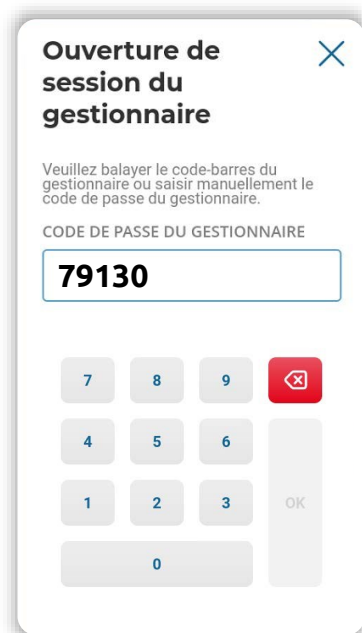 Ouverture de
session du
gestionnaire
Veuillez balayer le code-barres du
gestionnaire ou saisir manuellement le
code de passe du gestionnaire.
CODE DE PASSE DU GESTIONNAIRE
79130
7 8 9
4 5 6
1 2 3 OK
0